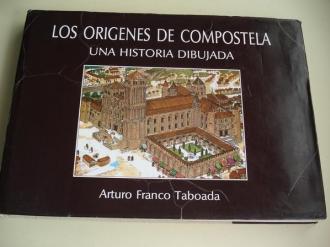 LOS ORIGENES DE COMPOSTELA
UNA HISTORIA DIBUJADA
Arturo Franco Taboada